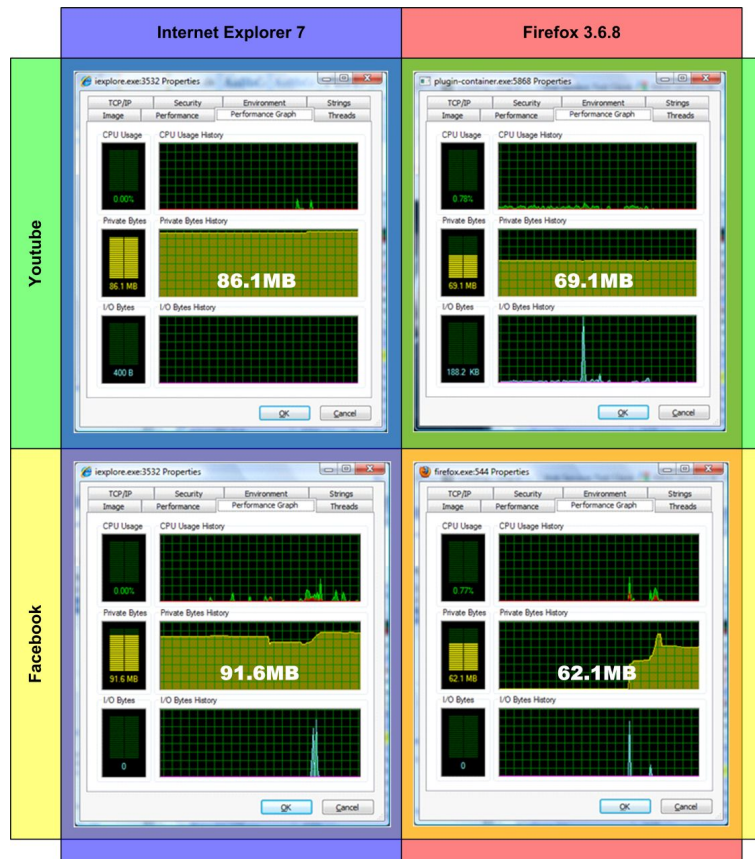 Internet Explorer 7
Firefox 3.6.8
Youtube
iexplore.exe:3532 Properties
TCP/IP Security Environment Strings
Image Performance Performance Graph Threads
CPU Usage CPU Usage History
0.00%
Private Bytes Private Bytes History
86.1 MB
86.1MB
I/O Bytes I/O Bytes History
400 B
OK Cancel
plugin-container.exe:5868 Properties
TCP/IP Security Environment Strings
Image Performance Performance Graph Threads
CPU Usage CPU Usage History
0.78%
Private Bytes Private Bytes History
69.1 MB
69.1MB
I/O Bytes I/O Bytes History
188.2 KB
OK Cancel
Facebook
iexplore.exe:3532 Properties
TCP/IP Security Environment Strings
Image Performance Performance Graph Threads
CPU Usage CPU Usage History
0.00%
Private Bytes Private Bytes History
91.6 MB
91.6MB
I/O Bytes I/O Bytes History
0
OK Cancel
firefox.exe:544 Properties
TCP/IP Security Environment Strings
Image Performance Performance Graph Threads
CPU Usage CPU Usage History
0.77%
Private Bytes Private Bytes History
62.1 MB
62.1MB
I/O Bytes I/O Bytes History
0
OK Cancel